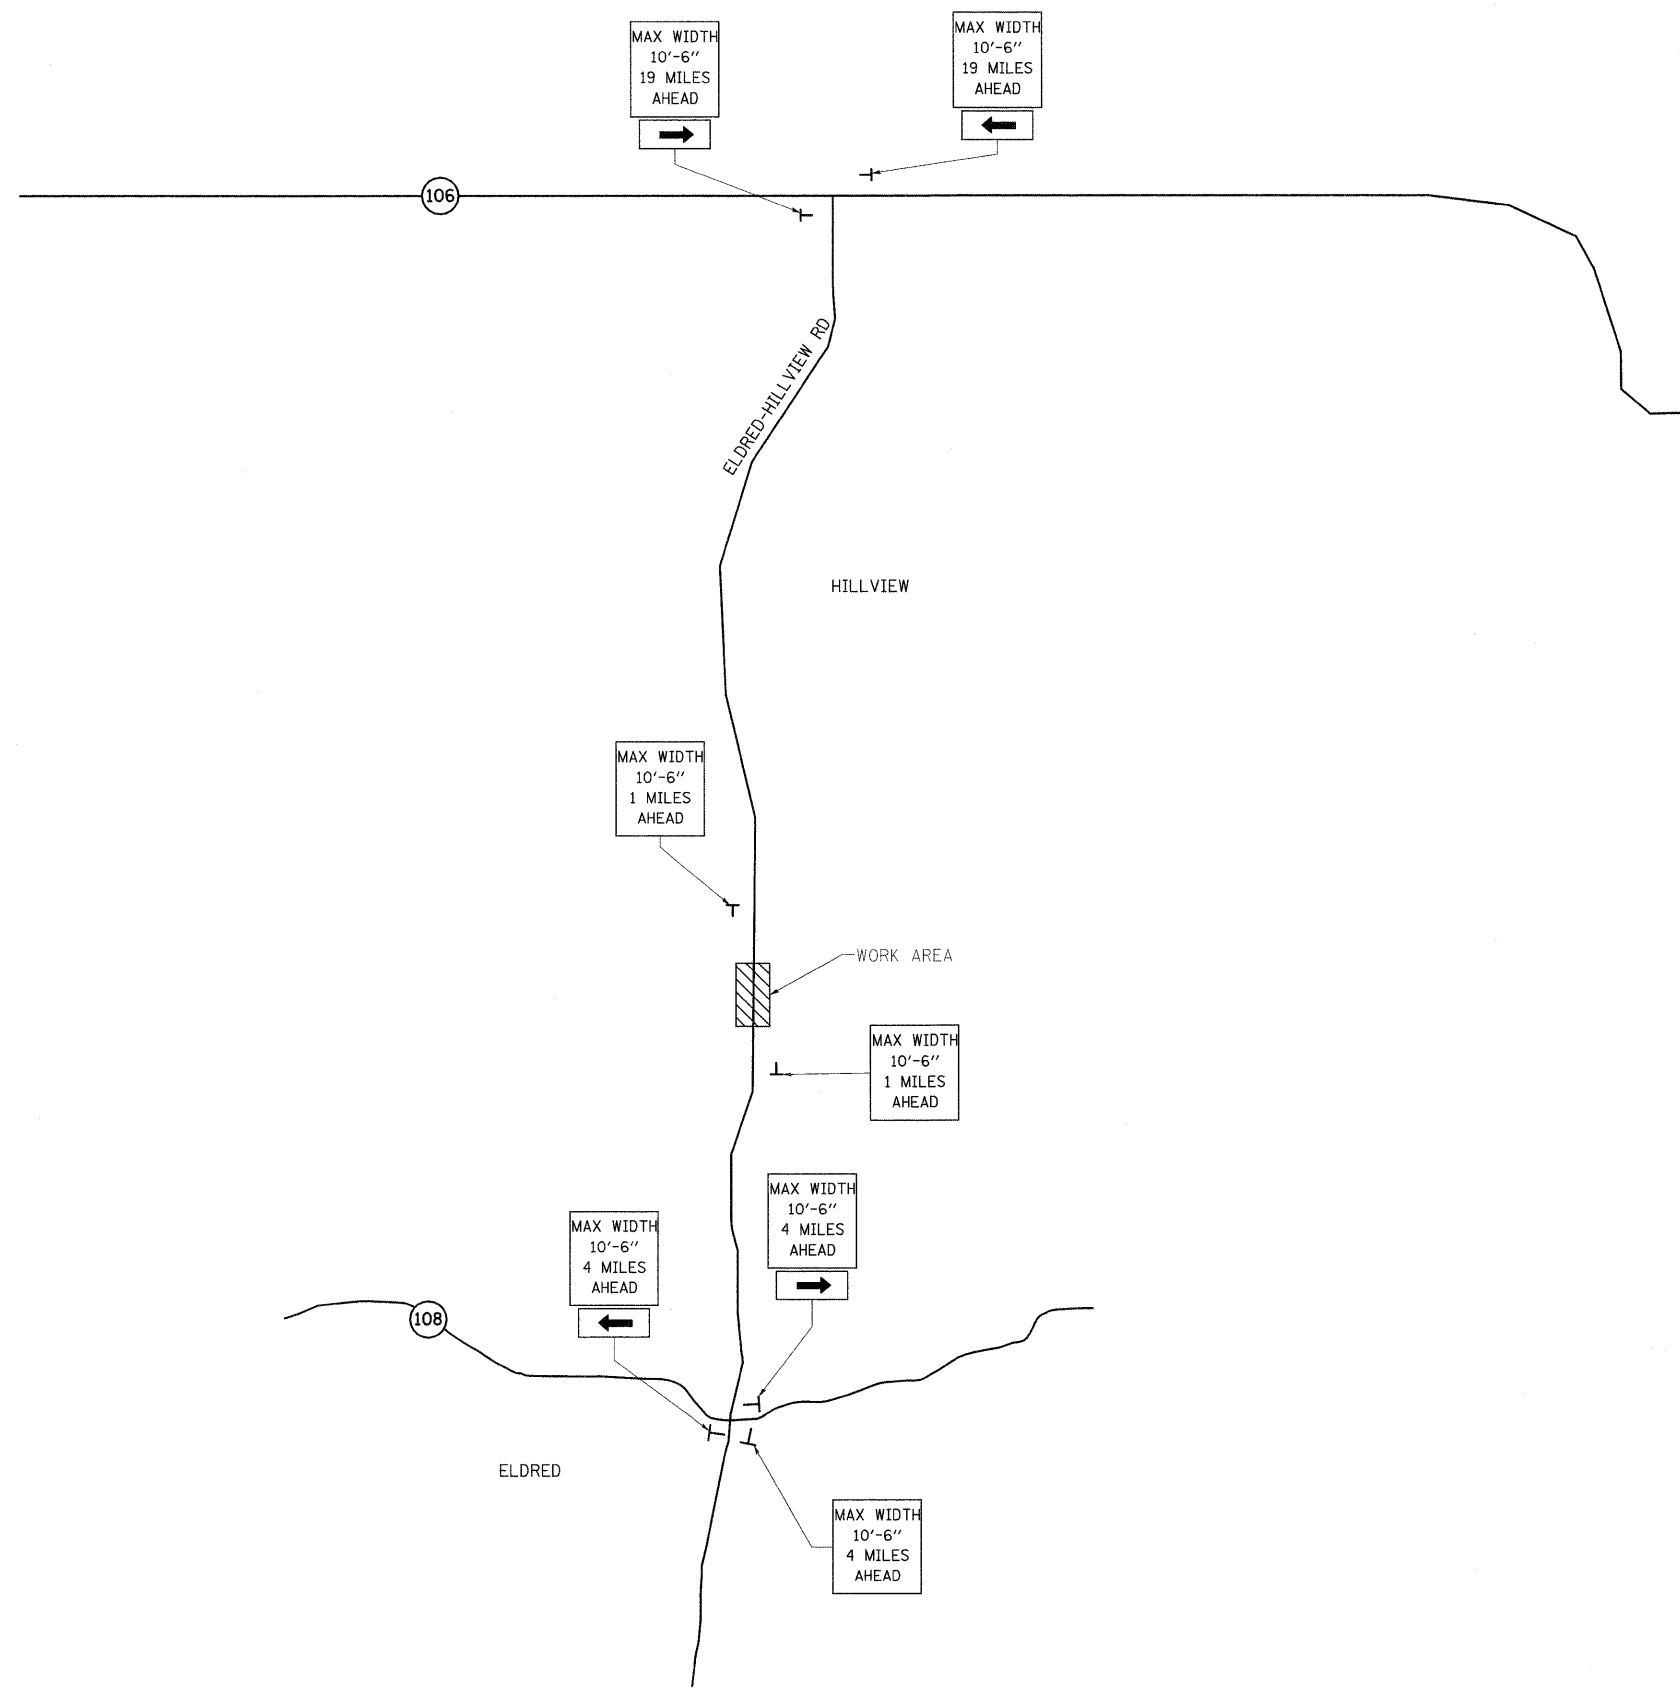 MAX WIDTH
10'-6"
19 MILES
AHEAD
MAX WIDTH
10'-6"
19 MILES
AHEAD
106
ELDRED-HILLVIEW RD
HILLVIEW
MAX WIDTH
10'-6"
1 MILES
AHEAD
WORK AREA
MAX WIDTH
10'-6"
1 MILES
AHEAD
MAX WIDTH
10'-6"
4 MILES
AHEAD
MAX WIDTH
10'-6"
4 MILES
AHEAD
108
ELDRED
MAX WIDTH
10'-6"
4 MILES
AHEAD